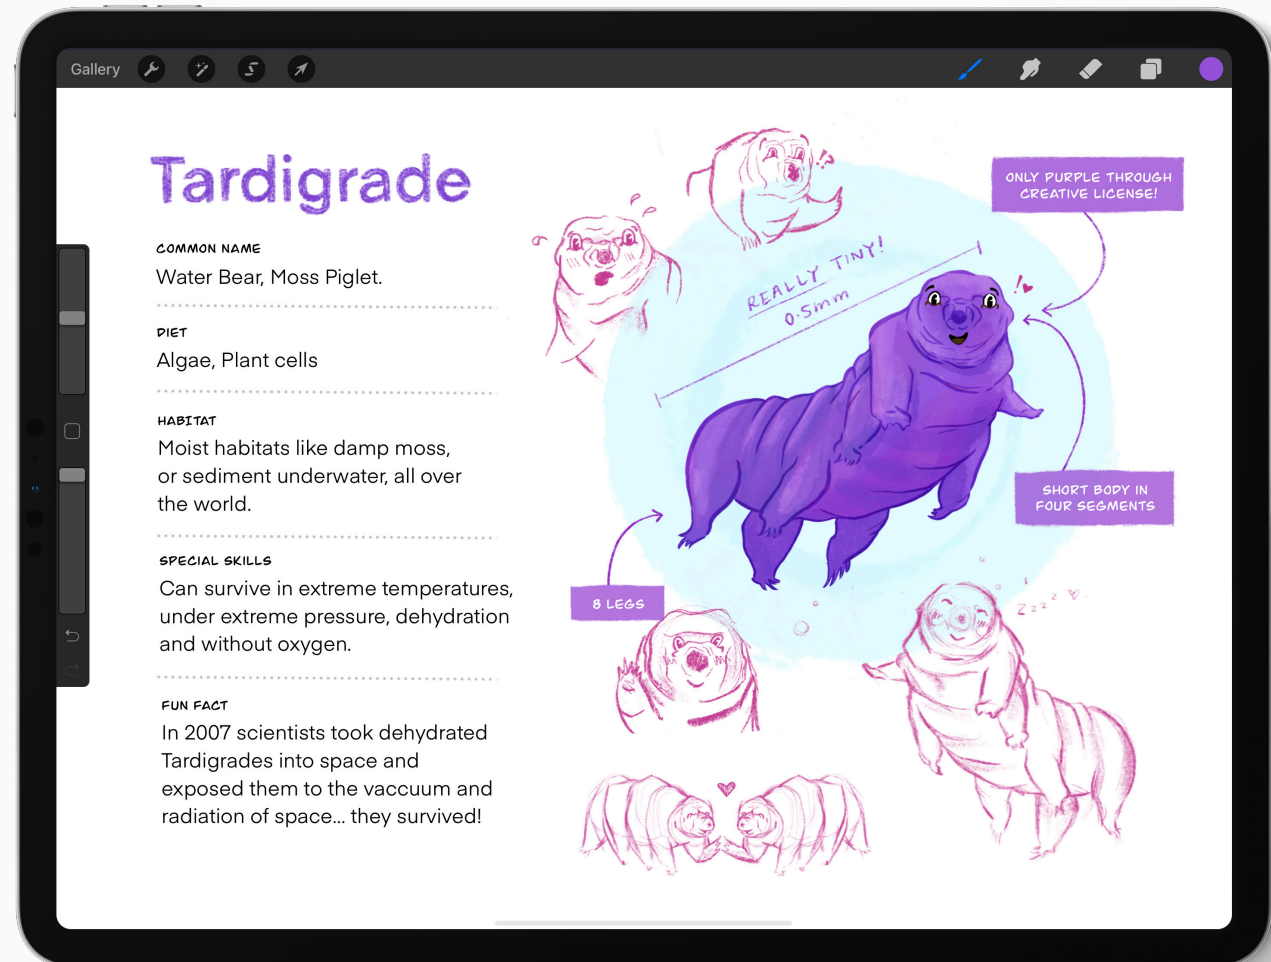 Gallery
Tardigrade
COMMON NAME
Water Bear, Moss Piglet.
DIET
Algae, Plant cells
HABITAT
Moist habitats like damp moss,
or sediment underwater, all over
the world.
SPECIAL SKILLS
Can survive in extreme temperatures,
under extreme pressure, dehydration
and without oxygen.
FUN FACT
In 2007 scientists took dehydrated
Tardigrades into space and
exposed them to the vaccuum and
radiation of space... they survived!
!?
REALLY TINY!
0.5mm
ONLY PURPLE THROUGH
CREATIVE LICENSE!
SHORT BODY IN
FOUR SEGMENTS
8 LEGS
Zzzz